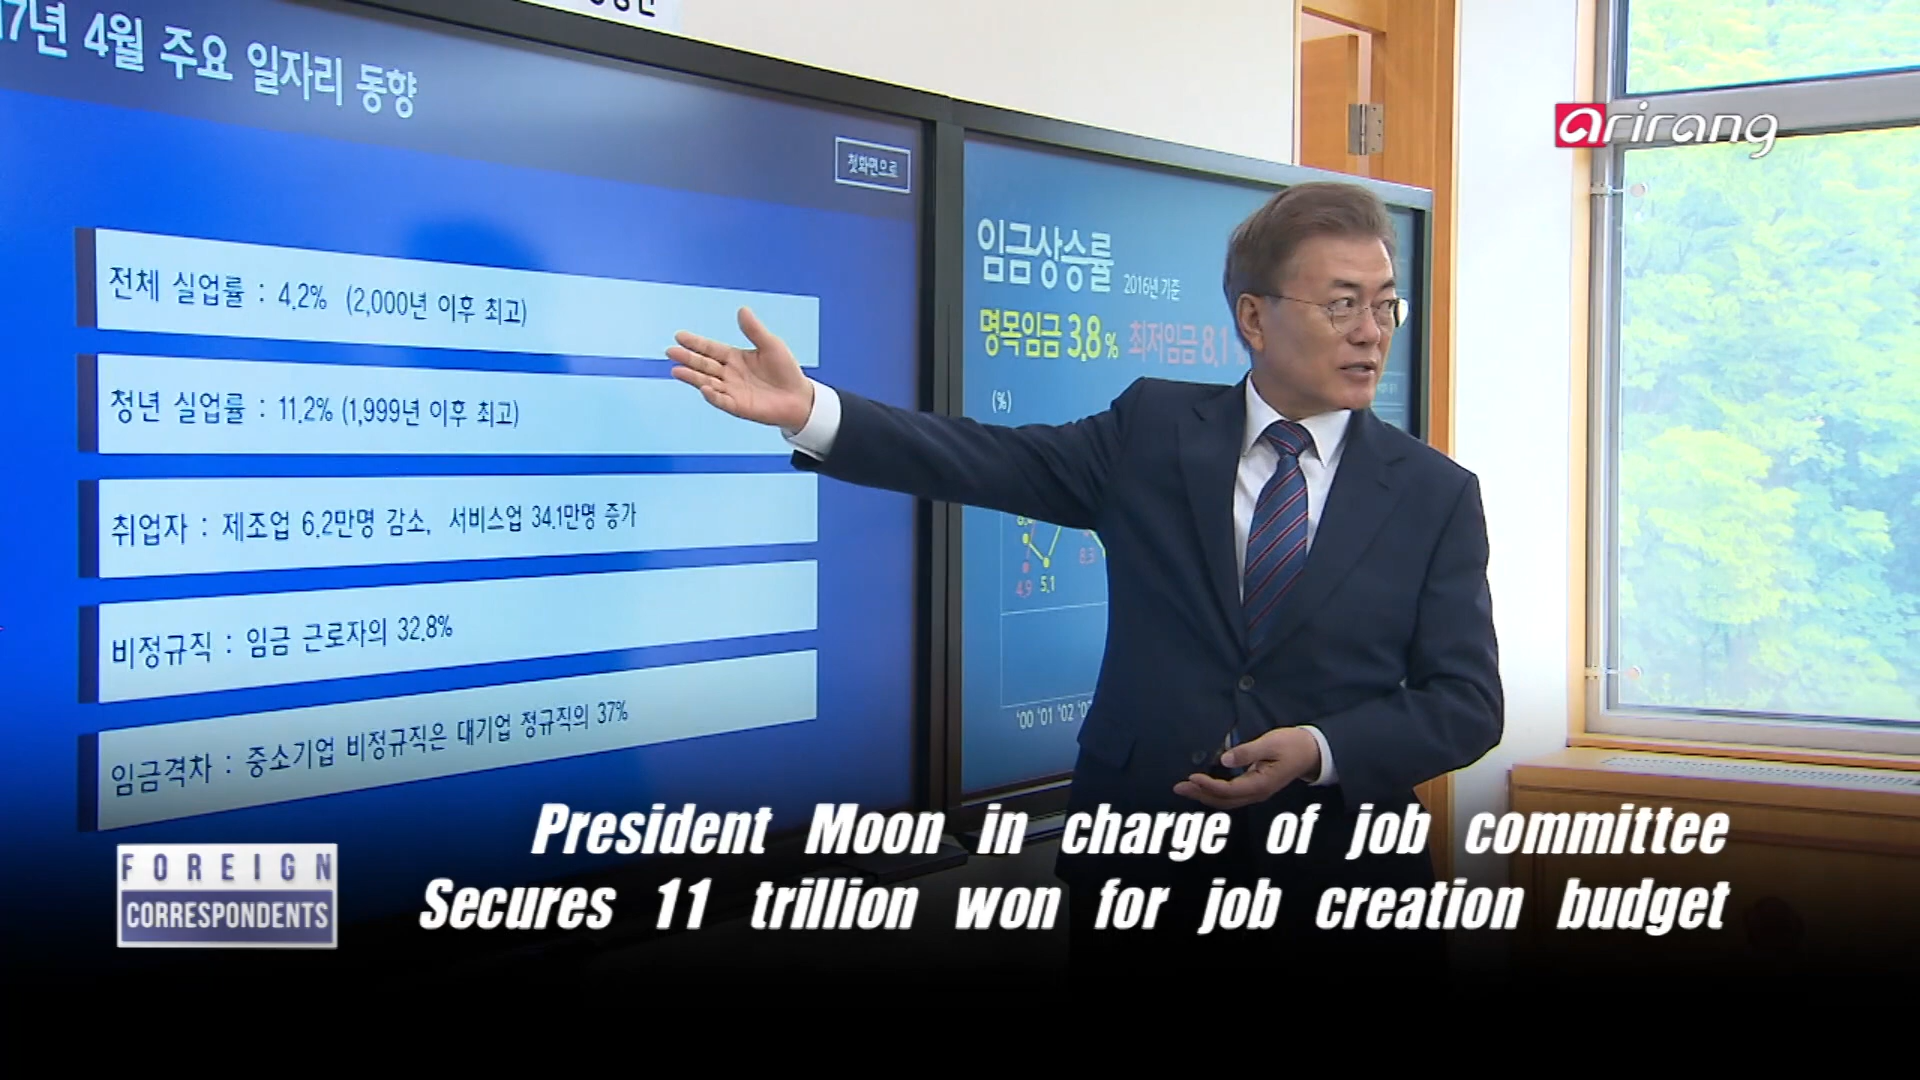 7년 4월 주요 일자리 동향
첫화면으로
전체 실업률 : 4.2% (2,000년 이후 최고)
청년 실업률 : 11.2% (1,999년 이후 최고)
취업자 : 제조업 6.2만명 감소, 서비스업 34.1만명 증가
비정규직 : 임금 근로자의 32.8%
임금격차 : 중소기업 비정규직은 대기업 정규직의 37%
임금상승률 2016년 기준
명목임금 3.8% 최저임금 8.1
(%)
8.3
4.9 5.1
'00 '01 '02
arirang
President Moon in charge of job committee
Secures 11 trillion won for job creation budget
FOREIGN
CORRESPONDENTS